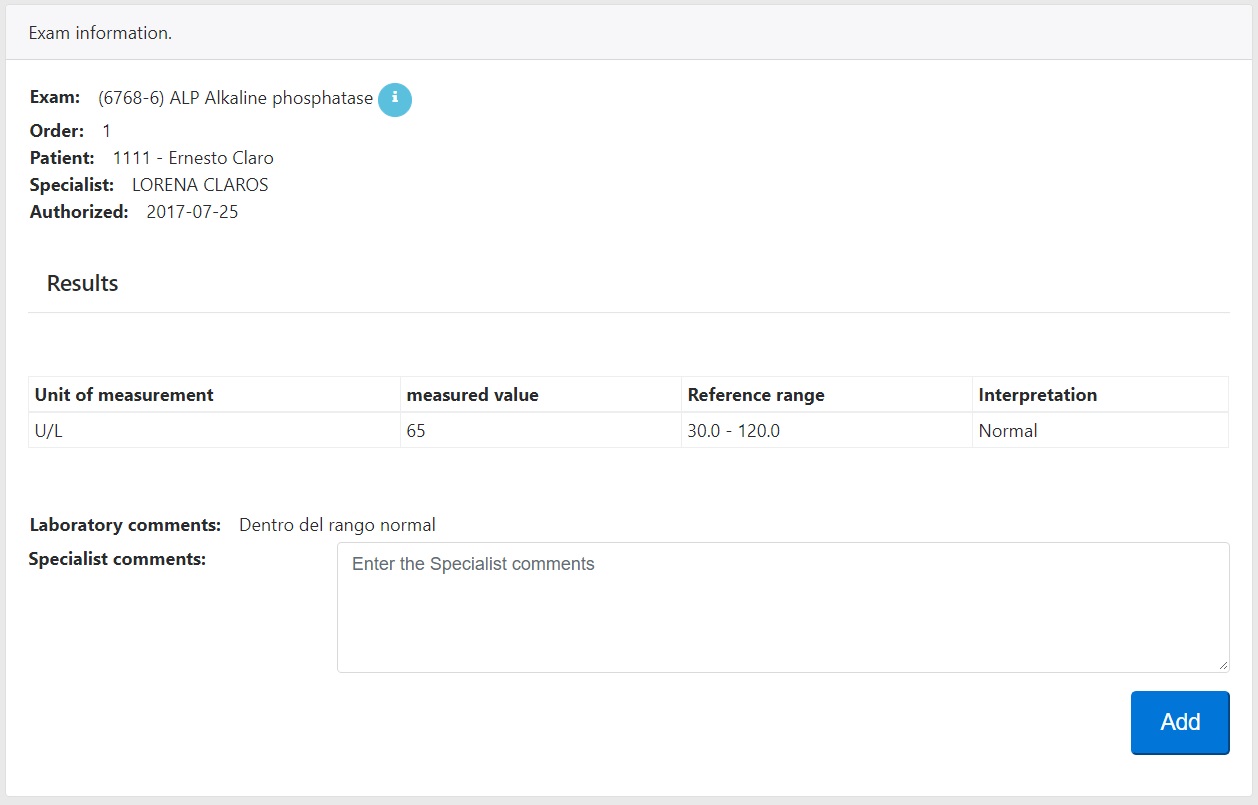 Exam information.
Exam: (6768-6) ALP Alkaline phosphatase i
Order: 1
Patient: 1111 - Ernesto Claro
Specialist: LORENA CLAROS
Authorized: 2017-07-25
Results
Unit of measurement measured value Reference range Interpretation
U/L 65 30.0 - 120.0 Normal
Laboratory comments: Dentro del rango normal
Specialist comments: Enter the Specialist comments
Add